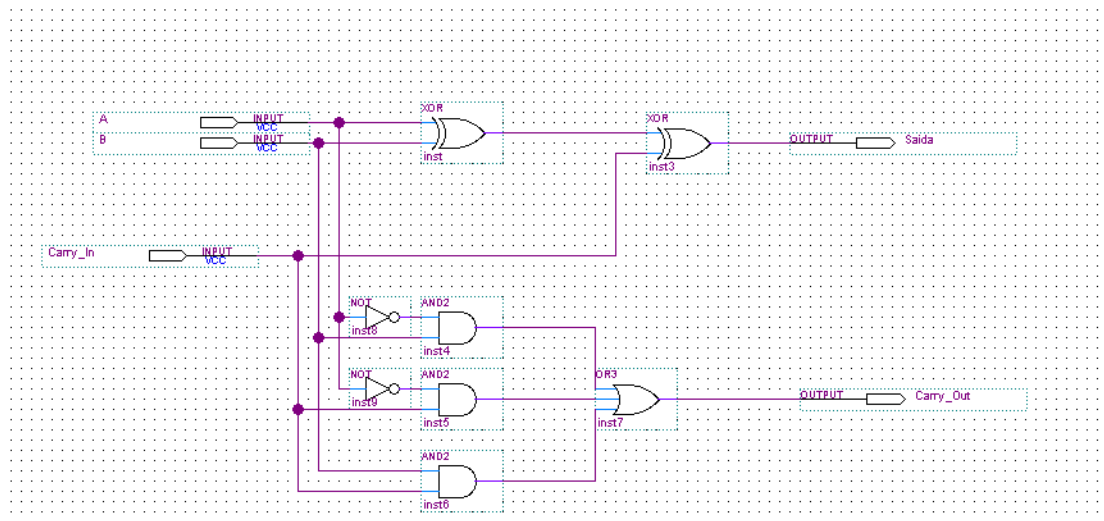 XOR
A INPUT
VCC
B INPUT
VCC
inst
XOR
inst3
OUTPUT Saida
Carry_In INPUT
VCC
NOT
inst8
AND2
inst4
NOT
inst9
AND2
inst5
OR3
inst7
OUTPUT Carry_Out
AND2
inst6